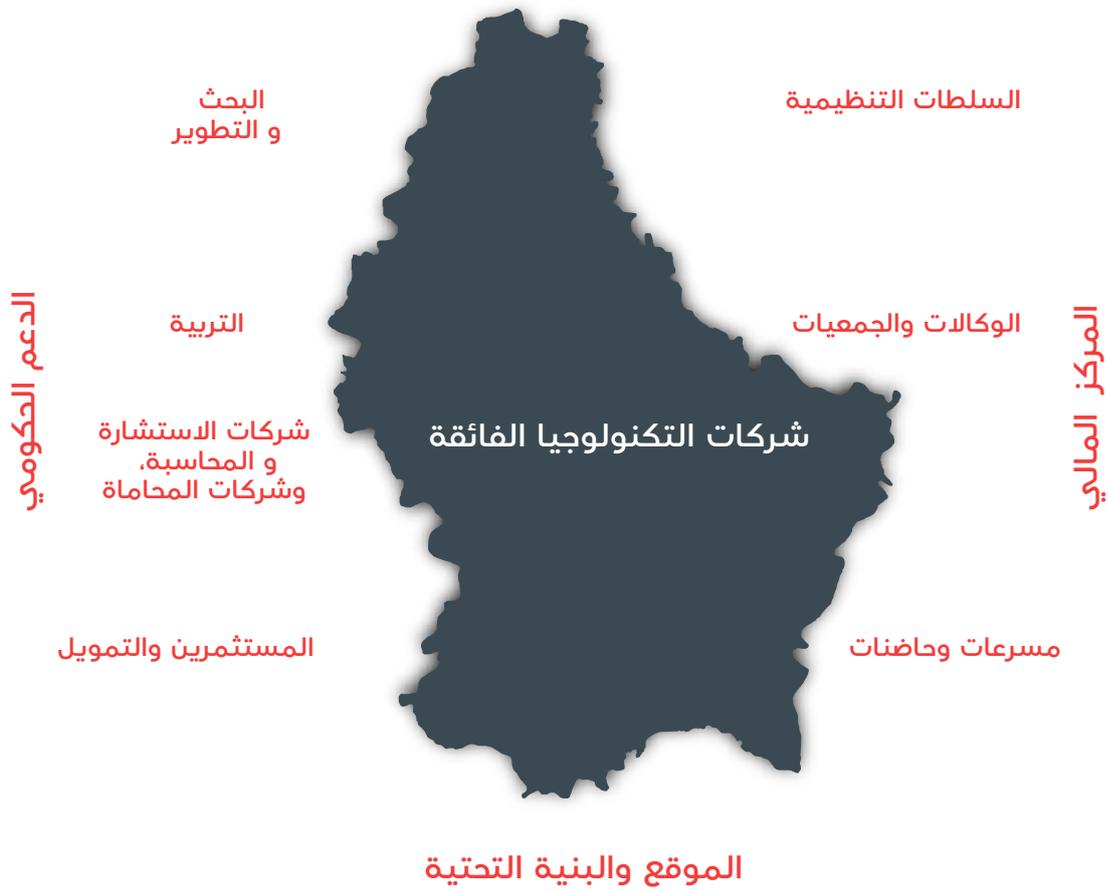 السلطات التنظيمية
البحث
و التطوير
المركز المالي
الوكالات والجمعيات
التربية
الدعم الحكومي
شركات التكنولوجيا الفائقة
شركات الاستشارة
و المحاسبة،
وشركات المحاماة
مسرعات وحاضنات
المستثمرين والتمويل
الموقع والبنية التحتية